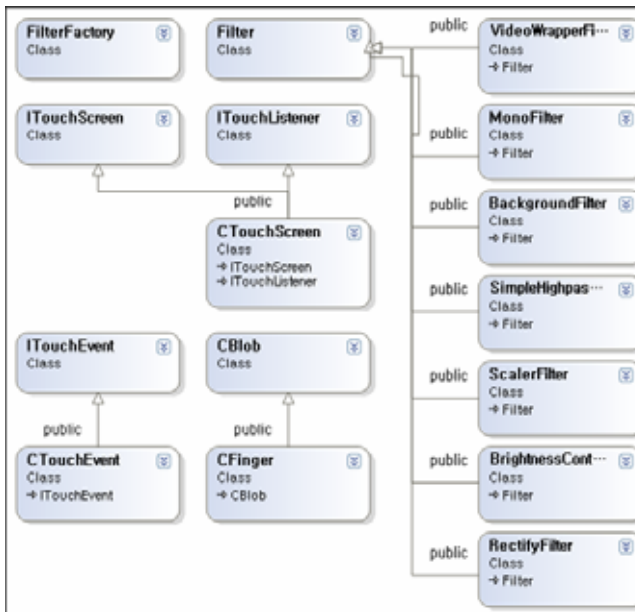 FilterFactory
Class
Filter
Class
public
VideoWrapperFi...
Class
→ Filter
ITouchScreen
Class
ITouchListener
Class
public
MonoFilter
Class
→ Filter
public
CTouchScreen
Class
→ ITouchScreen
→ ITouchListener
public
BackgroundFilter
Class
→ Filter
public
SimpleHighpas...
Class
→ Filter
ITouchEvent
Class
CBlob
Class
public
ScalerFilter
Class
→ Filter
public
CTouchEvent
Class
→ ITouchEvent
public
CFinger
Class
→ CBlob
public
BrightnessCont...
Class
→ Filter
public
RectifyFilter
Class
→ Filter